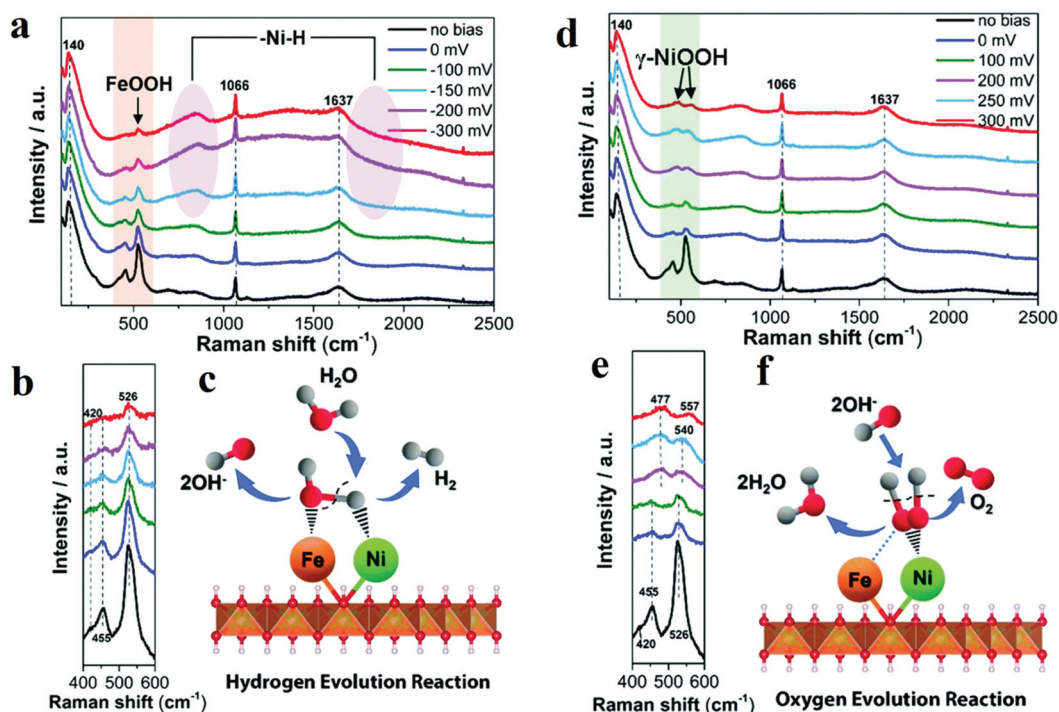 a
140
FeOOH
-Ni-H
1066
1637
no bias
0 mV
-100 mV
-150 mV
-200 mV
-300 mV
Intensity / a.u.
500 1000 1500 2000 2500
Raman shift (cm⁻¹)
d
140
γ-NiOOH
1066
1637
no bias
0 mV
100 mV
200 mV
250 mV
300 mV
Intensity / a.u.
500 1000 1500 2000 2500
Raman shift (cm⁻¹)
b
420
526
455
Intensity / a.u.
400 500 600
Raman shift (cm⁻¹)
c
H₂O
2OH⁻
H₂
Fe
Ni
Hydrogen Evolution Reaction
e
477
557
540
455
420
526
Intensity / a.u.
400 500 600
Raman shift (cm⁻¹)
f
2OH⁻
2H₂O
O₂
Fe
Ni
Oxygen Evolution Reaction